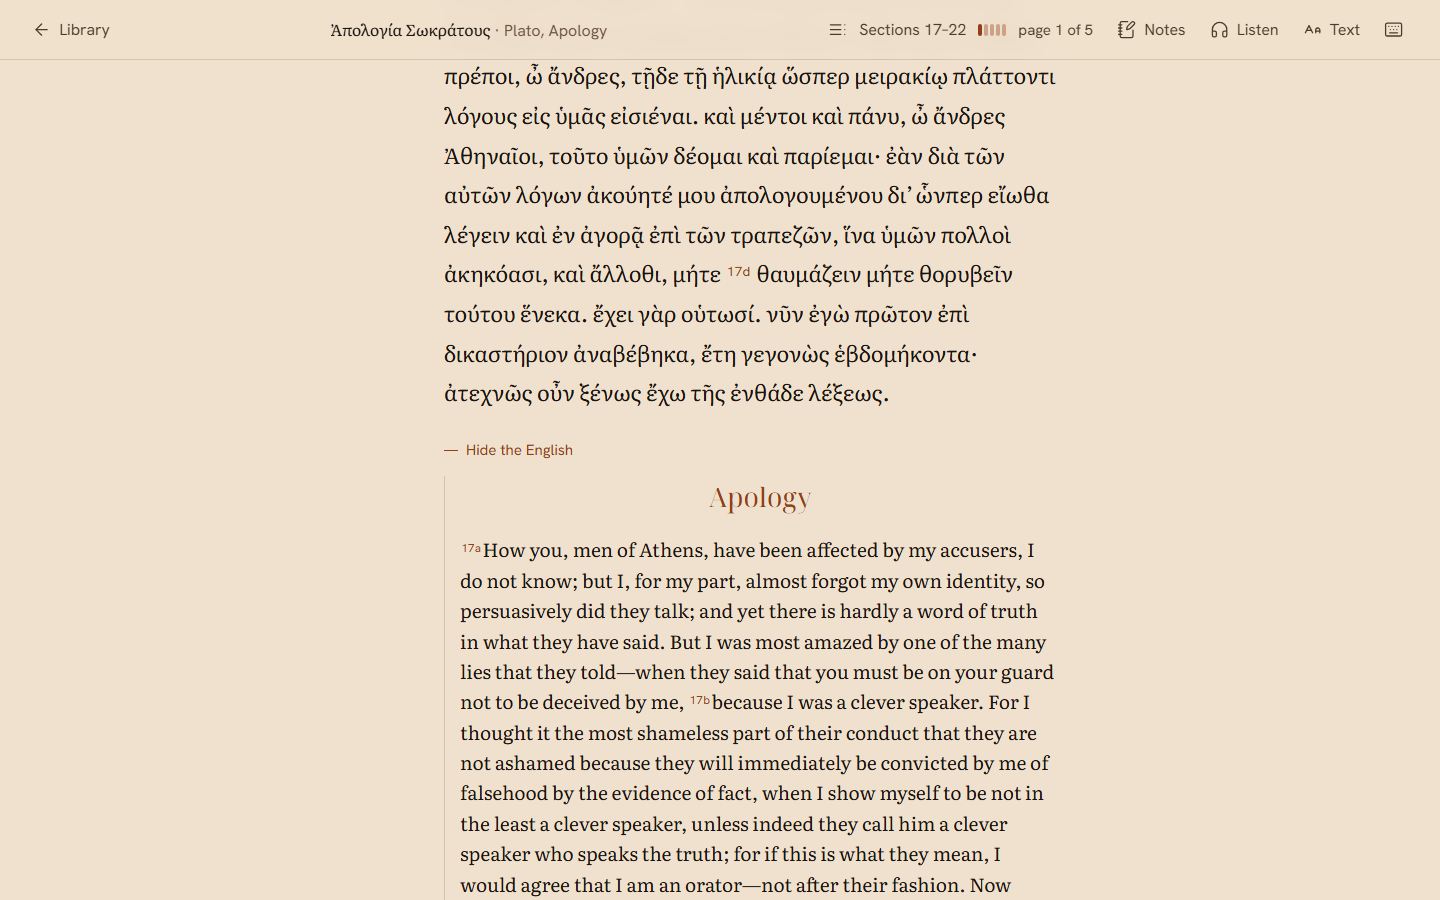 Library
Ἀπολογία Σωκράτους · Plato, Apology
Sections 17–22
page 1 of 5
Notes
Listen
Text
πρέποι, ὦ ἄνδρες, τῇδε τῇ ἡλικίᾳ ὥσπερ μειρακίῳ πλάττοντι
λόγους εἰς ὑμᾶς εἰσιέναι. καὶ μέντοι καὶ πάνυ, ὦ ἄνδρες
Ἀθηναῖοι, τοῦτο ὑμῶν δέομαι καὶ παρίεμαι· ἐὰν διὰ τῶν
αὐτῶν λόγων ἀκούητέ μου ἀπολογουμένου δι’ ὧνπερ εἴωθα
λέγειν καὶ ἐν ἀγορᾷ ἐπὶ τῶν τραπεζῶν, ἵνα ὑμῶν πολλοὶ
ἀκηκόασι, καὶ ἄλλοθι, μήτε 17d θαυμάζειν μήτε θορυβεῖν
τούτου ἕνεκα. ἔχει γὰρ οὑτωσί. νῦν ἐγὼ πρῶτον ἐπὶ
δικαστήριον ἀναβέβηκα, ἔτη γεγονὼς ἑβδομήκοντα·
ἀτεχνῶς οὖν ξένως ἔχω τῆς ἐνθάδε λέξεως.
— Hide the English
Apology
17a How you, men of Athens, have been affected by my accusers, I
do not know; but I, for my part, almost forgot my own identity, so
persuasively did they talk; and yet there is hardly a word of truth
in what they have said. But I was most amazed by one of the many
lies that they told—when they said that you must be on your guard
not to be deceived by me, 17b because I was a clever speaker. For I
thought it the most shameless part of their conduct that they are
not ashamed because they will immediately be convicted by me of
falsehood by the evidence of fact, when I show myself to be not in
the least a clever speaker, unless indeed they call him a clever
speaker who speaks the truth; for if this is what they mean, I
would agree that I am an orator—not after their fashion. Now